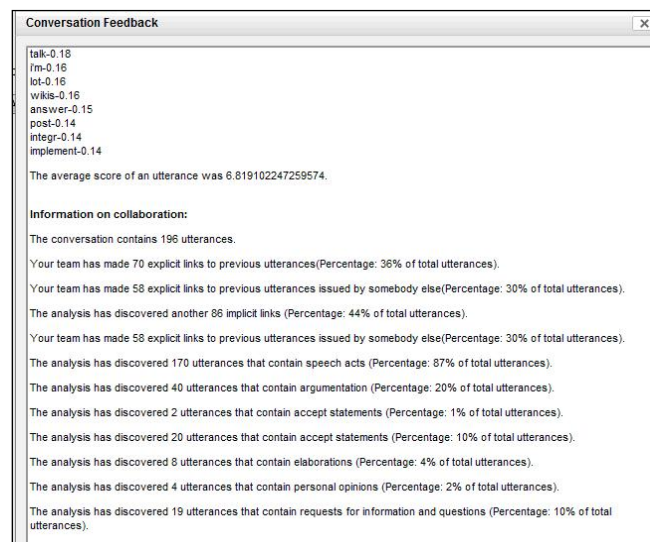 Conversation Feedback
talk-0.18
i'm-0.16
lot-0.16
wikis-0.16
answer-0.15
post-0.14
integr-0.14
implement-0.14
The average score of an utterance was 6.819102247259574.
Information on collaboration:
The conversation contains 196 utterances.
Your team has made 70 explicit links to previous utterances(Percentage: 36% of total utterances).
Your team has made 58 explicit links to previous utterances issued by somebody else(Percentage: 30% of total utterances).
The analysis has discovered another 86 implicit links (Percentage: 44% of total utterances).
Your team has made 58 explicit links to previous utterances issued by somebody else(Percentage: 30% of total utterances).
The analysis has discovered 170 utterances that contain speech acts (Percentage: 87% of total utterances).
The analysis has discovered 40 utterances that contain argumentation (Percentage: 20% of total utterances).
The analysis has discovered 2 utterances that contain accept statements (Percentage: 1% of total utterances).
The analysis has discovered 20 utterances that contain accept statements (Percentage: 10% of total utterances).
The analysis has discovered 8 utterances that contain elaborations (Percentage: 4% of total utterances).
The analysis has discovered 4 utterances that contain personal opinions (Percentage: 2% of total utterances).
The analysis has discovered 19 utterances that contain requests for information and questions (Percentage: 10% of total
utterances).